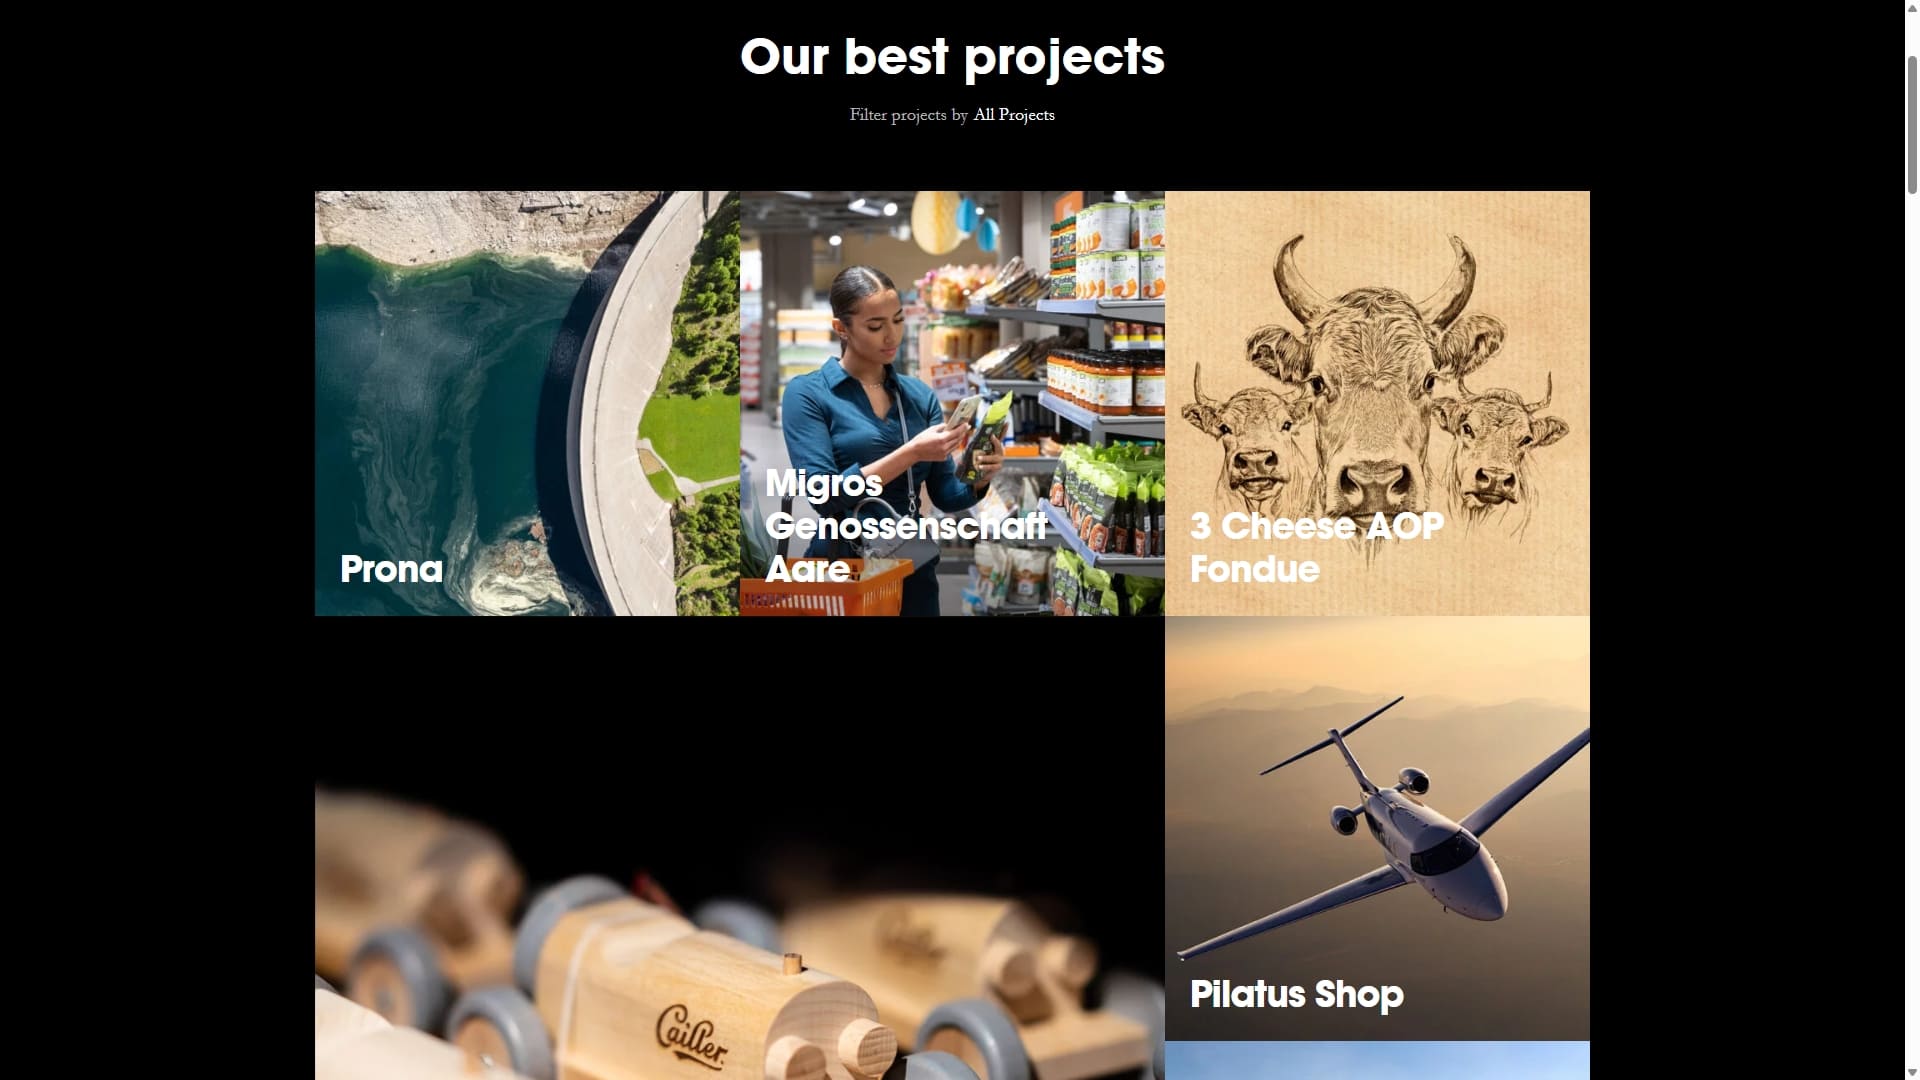 Our best projects
Filter projects by All Projects
Prona
Migros
Genossenschaft
Aare
3 Cheese AOP
Fondue
Pilatus Shop
Cailler